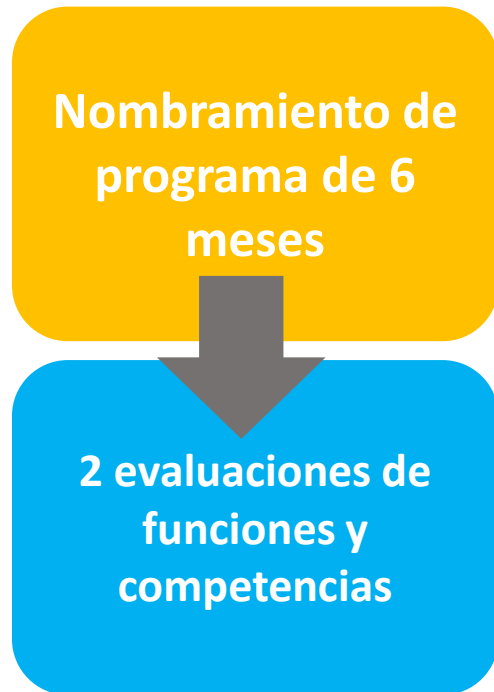 Nombramiento de
programa de 6
meses
2 evaluaciones de
funciones y
competencias